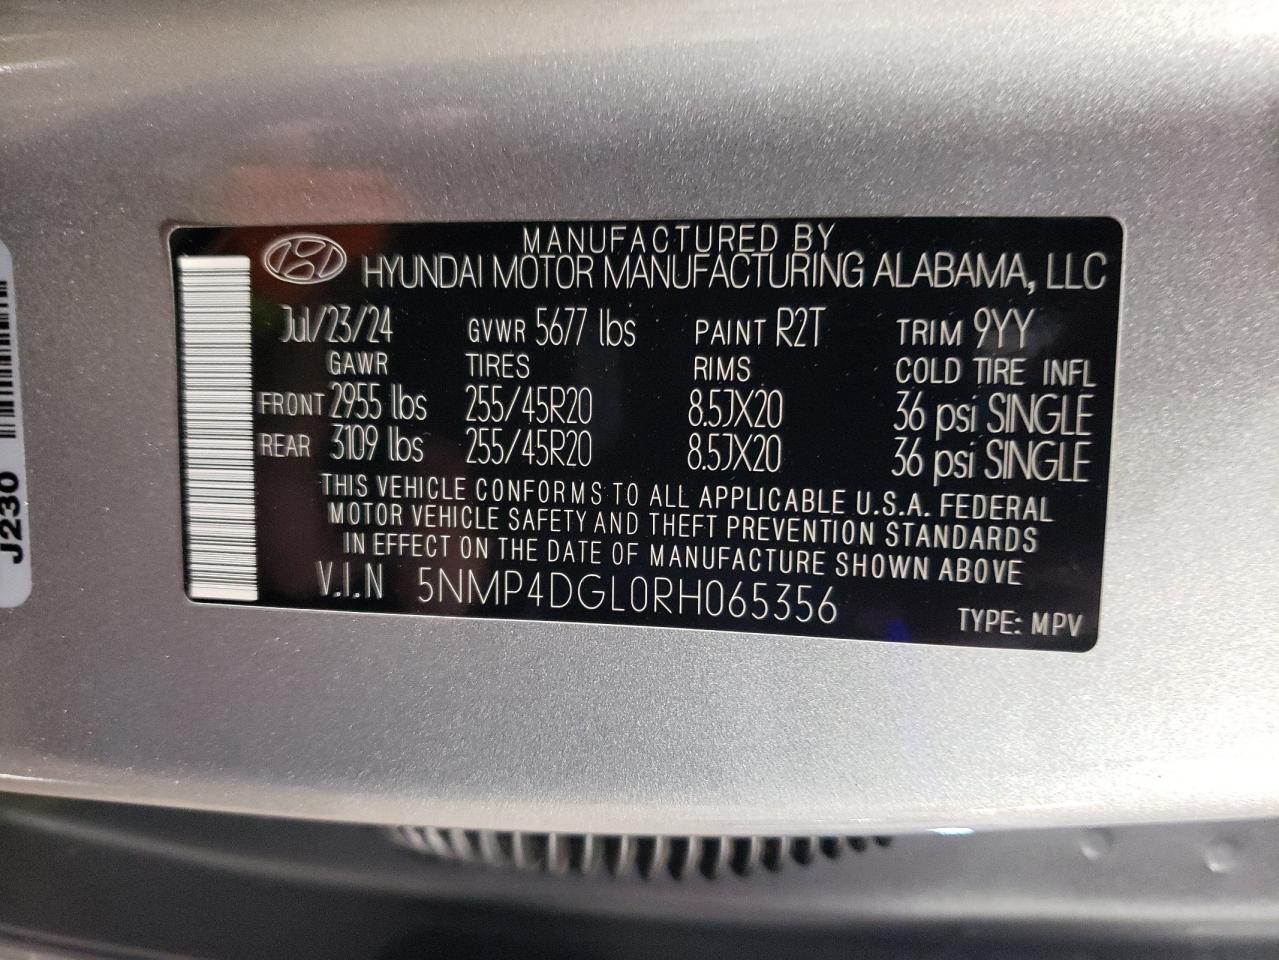 MANUFACTURED BY
HYUNDAI MOTOR MANUFACTURING ALABAMA, LLC
Jul/23/24 GVWR 5677 lbs PAINT R2T TRIM 9YY
GAWR TIRES RIMS COLD TIRE INFL
FRONT 2955 lbs 255/45R20 8.5JX20 36 psi SINGLE
REAR 3109 lbs 255/45R20 8.5JX20 36 psi SINGLE
THIS VEHICLE CONFORMS TO ALL APPLICABLE U.S.A. FEDERAL
MOTOR VEHICLE SAFETY AND THEFT PREVENTION STANDARDS
IN EFFECT ON THE DATE OF MANUFACTURE SHOWN ABOVE
V.I.N 5NMP4DGL0RH065356
TYPE: MPV
J230